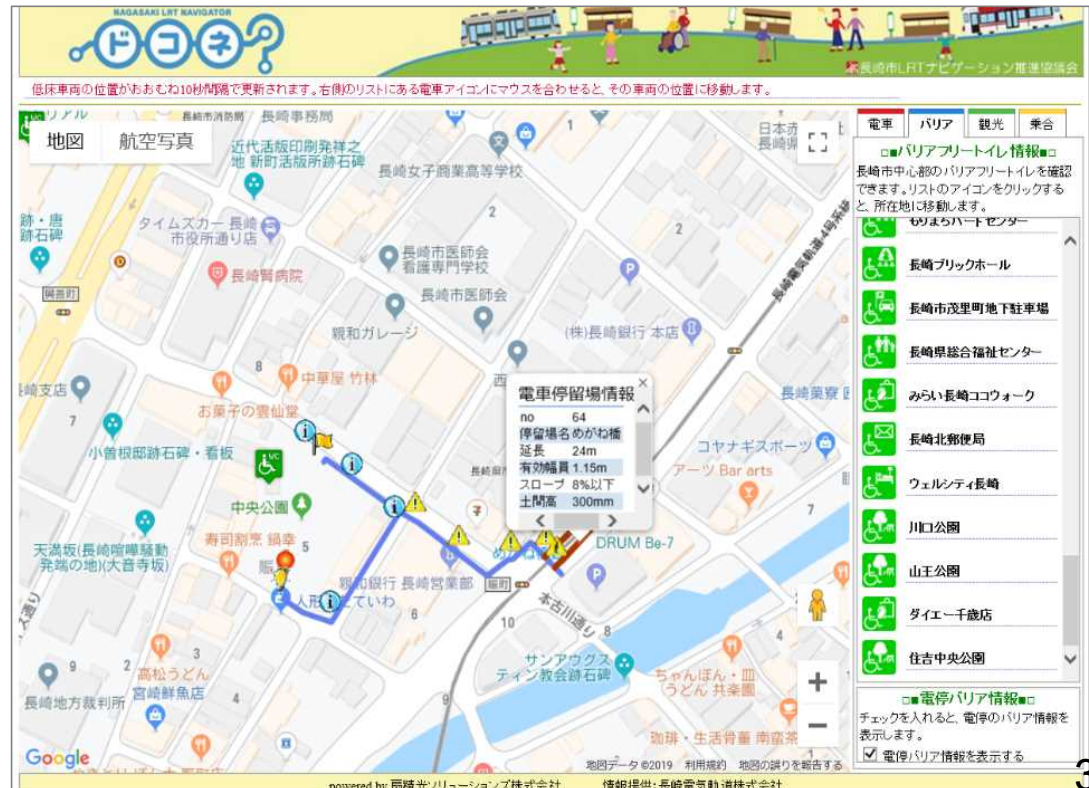 NAGASAKI LRT NAVIGATOR
ドコネ?
長崎市LRTナビゲーション推進協議会
低床車両の位置がおおむね10秒間隔で更新されます。右側のリストにある電車アイコンにマウスを合わせると、その車両の位置に移動します。
地図
航空写真
長崎市消防局
長崎事務局
近代活版印刷発祥之
地 新町活版所跡石碑
長崎女子商業高等学校
タイムズカー 長崎
市役所通り店
長崎腎病院
長崎市医師会
看護専門学校
長崎市医師会
興善町
親和ガレージ
(株)長崎銀行 本店
中華屋 竹林
お菓子の雲仙堂
小曽根邸跡石碑・看板
中央公園
寿司割烹 鍋幸
天満坂(長崎喧嘩騒動
発端の地)(大音寺坂)
親和銀行 長崎営業部
賑町
本古川通り
DRUM Be-7
コヤナギスポーツ
アーツ Bar arts
高松うどん
宮崎鮮魚店
長崎地方裁判所
サンアウグス
ティン教会跡石碑
ちゃんぽん・皿
うどん 共楽園
珈琲・生活骨董 南蛮茶
電車停留場情報
no 64
停留場名 めがね橋
延長 24m
有効幅員 1.15m
スロープ 8%以下
土間高 300mm
Google
地図データ ©2019 利用規約 地図の誤りを報告する
電車
バリア
観光
乗合
□■バリアフリートイレ情報■□
長崎市中心部のバリアフリートイレを確認
できます。リストのアイコンをクリックする
と、所在地に移動します。
もりまちハートセンター
長崎ブリックホール
長崎市茂里町地下駐車場
長崎県総合福祉センター
みらい長崎ココウォーク
長崎北郵便局
ウェルシティ長崎
川口公園
山王公園
ダイエー千歳店
住吉中央公園
□■電停バリア情報■□
チェックを入れると、電停のバリア情報を
表示します。
電停バリア情報を表示する
powered by 扇精光ソリューションズ株式会社 情報提供:長崎電気軌道株式会社
3